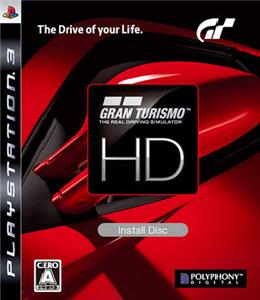 The Drive of your Life.
GT
PLAYSTATION 3
GRAN TURISMO
THE REAL DRIVING SIMULATOR
HD
Install Disc
CERO
A
POLYPHONY
DIGITAL